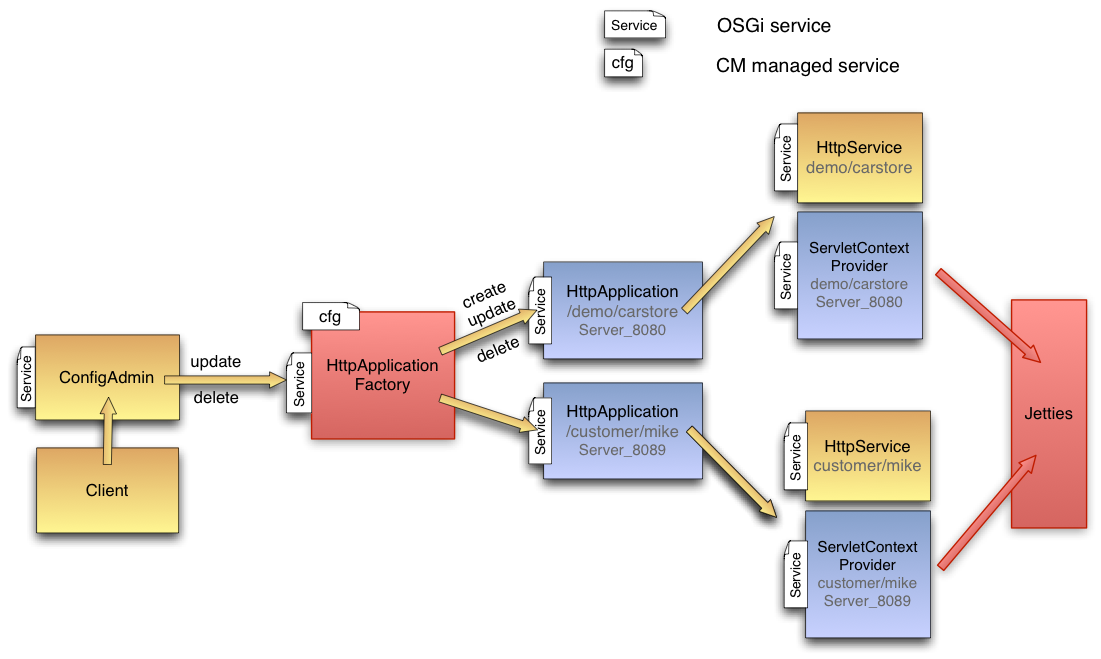 Service
OSGi service
cfg
CM managed service
Service
HttpService
demo/carstore
Service
ServletContext
Provider
demo/carstore
Server_8080
Service
HttpApplication
/demo/carstore
Server_8080
create
update
delete
cfg
Service
HttpApplication
Factory
Service
ConfigAdmin
update
delete
Client
Service
HttpApplication
/customer/mike
Server_8089
Service
HttpService
customer/mike
Service
ServletContext
Provider
customer/mike
Server_8089
Jetties